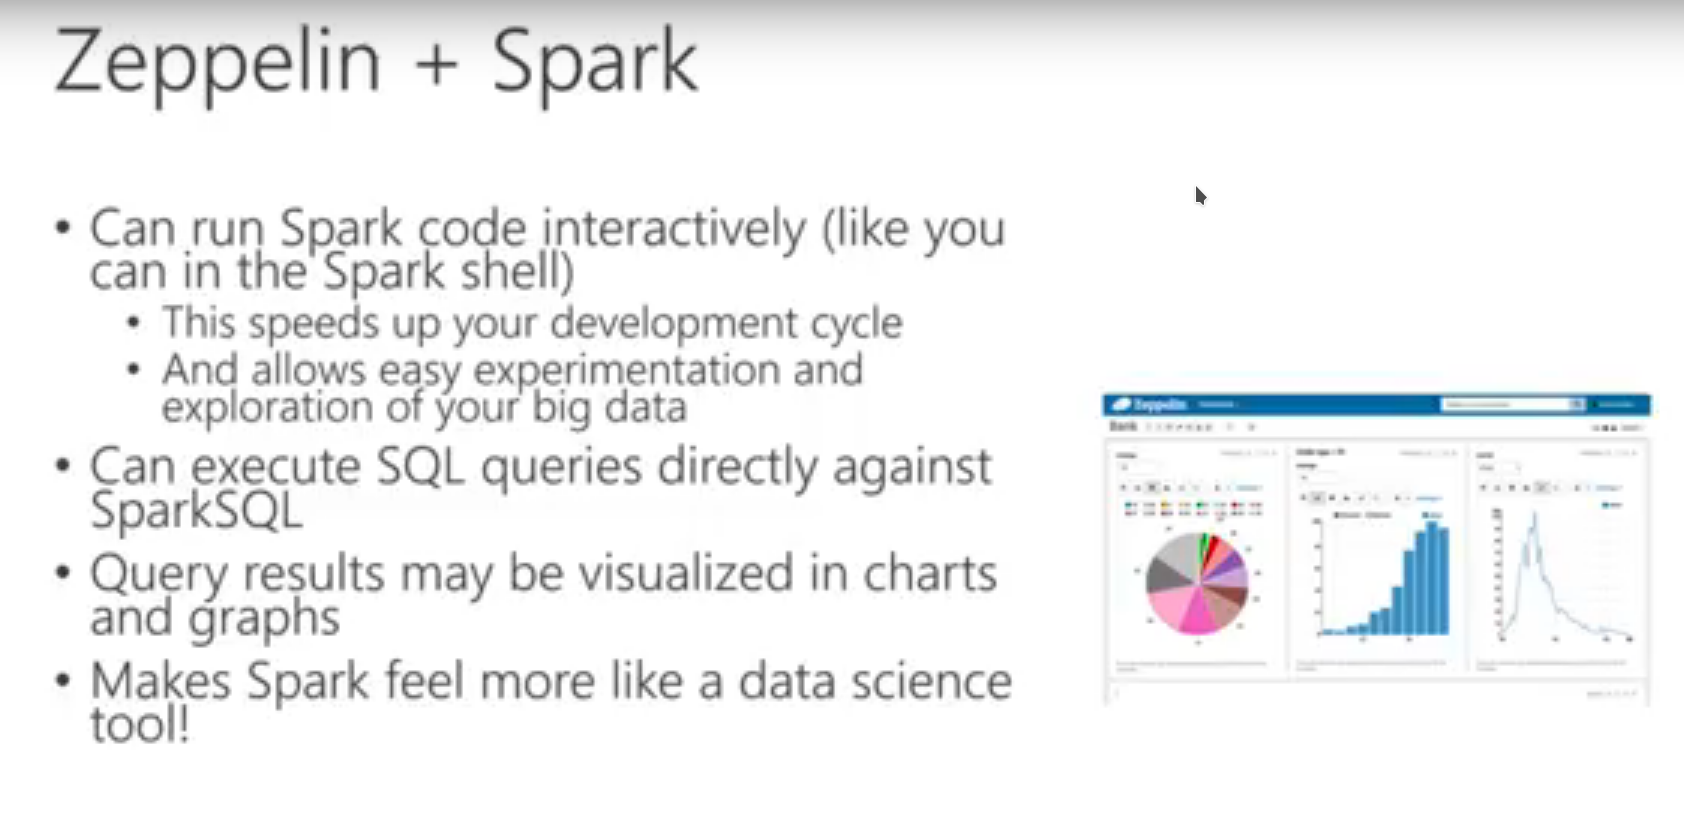 Zeppelin + Spark
• Can run Spark code interactively (like you
can in the Spark shell)
• This speeds up your development cycle
• And allows easy experimentation and
exploration of your big data
• Can execute SQL queries directly against
SparkSQL
• Query results may be visualized in charts
and graphs
• Makes Spark feel more like a data science
tool!
Zeppelin
Bank